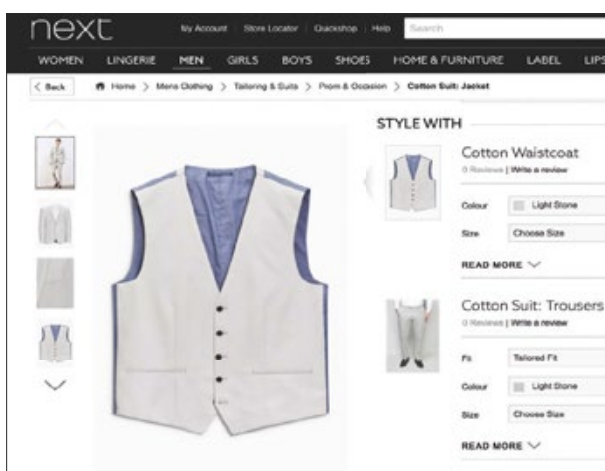 next
My Account Store Locator Quickshop Help Search
WOMEN LINGERIE MEN GIRLS BOYS SHOES HOME & FURNITURE LABEL LIPS
< Back Home > Mens Clothing > Tailoring & Suits > Prom & Occasion > Cotton Suit: Jacket
STYLE WITH
Cotton Waistcoat
0 Reviews | Write a review
Colour Light Stone
Size Choose Size
READ MORE
Cotton Suit: Trousers
0 Reviews | Write a review
Fit Tailored Fit
Colour Light Stone
Size Choose Size
READ MORE